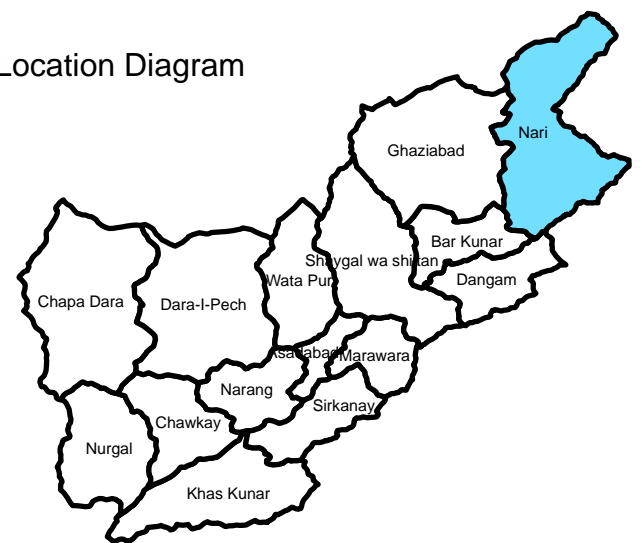 Location Diagram
Nari
Ghaziabad
Bar Kunar
Shaygal wa shiltan
Wata Pur
Dangam
Chapa Dara
Dara-I-Pech
Asadabad
Marawara
Narang
Sirkanay
Chawkay
Nurgal
Khas Kunar